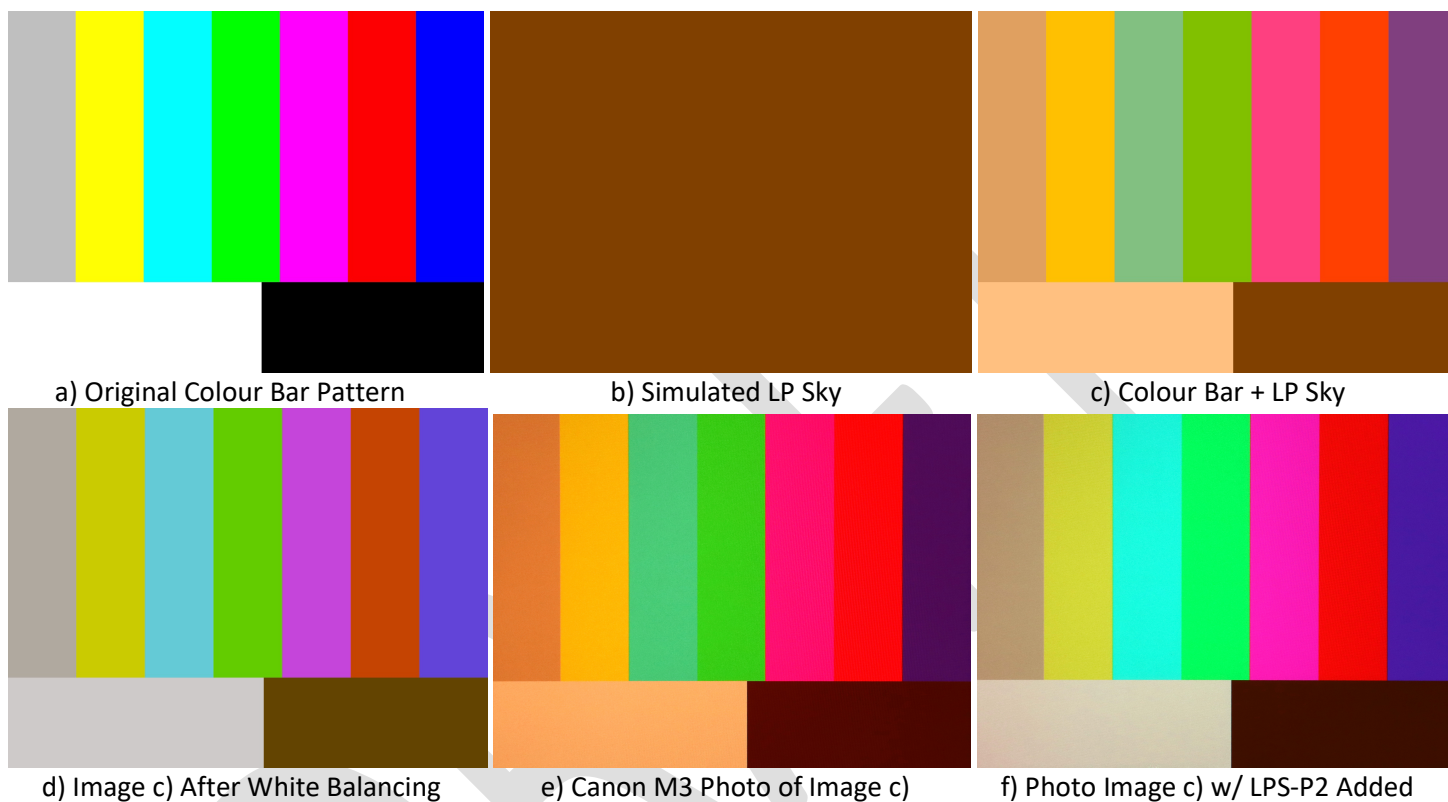 a) Original Colour Bar Pattern
b) Simulated LP Sky
c) Colour Bar + LP Sky
d) Image c) After White Balancing
e) Canon M3 Photo of Image c)
f) Photo Image c) w/ LPS-P2 Added